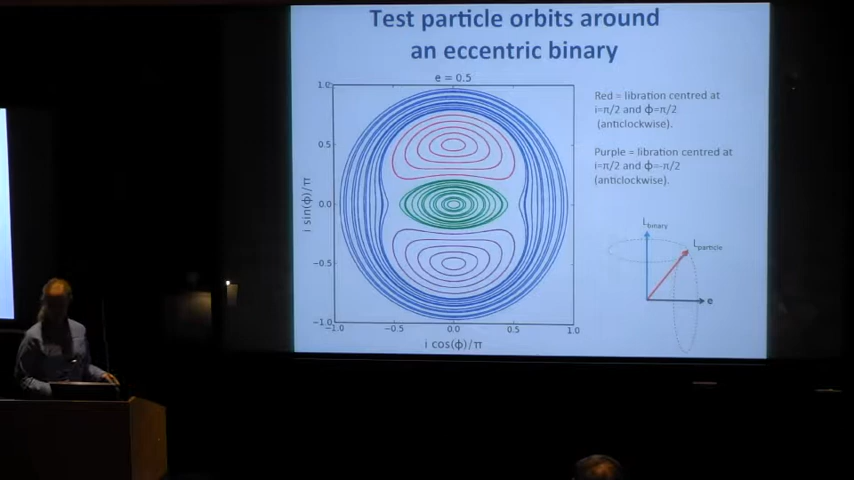 Test particle orbits around
an eccentric binary
e = 0.5
1.0
0.5
0.0
−0.5
−1.0
i sin(ϕ)/π
−1.0
−0.5
0.0
0.5
1.0
i cos(ϕ)/π
Red = libration centred at
i=π/2 and ϕ=π/2
(anticlockwise).
Purple = libration centred at
i=π/2 and ϕ=-π/2
(anticlockwise).
Lbinary
Lparticle
e